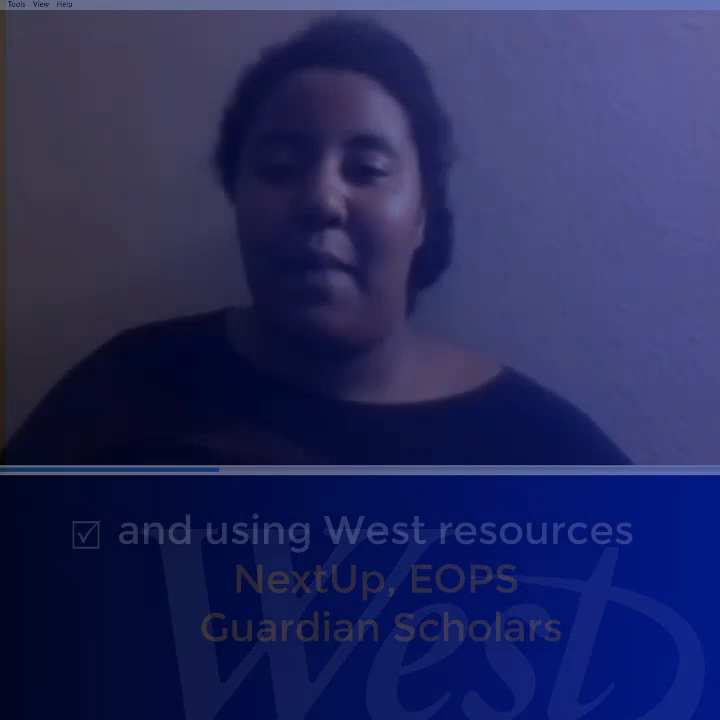 Tools View Help
☑ and using West resources
NextUp, EOPS
Guardian Scholars
West